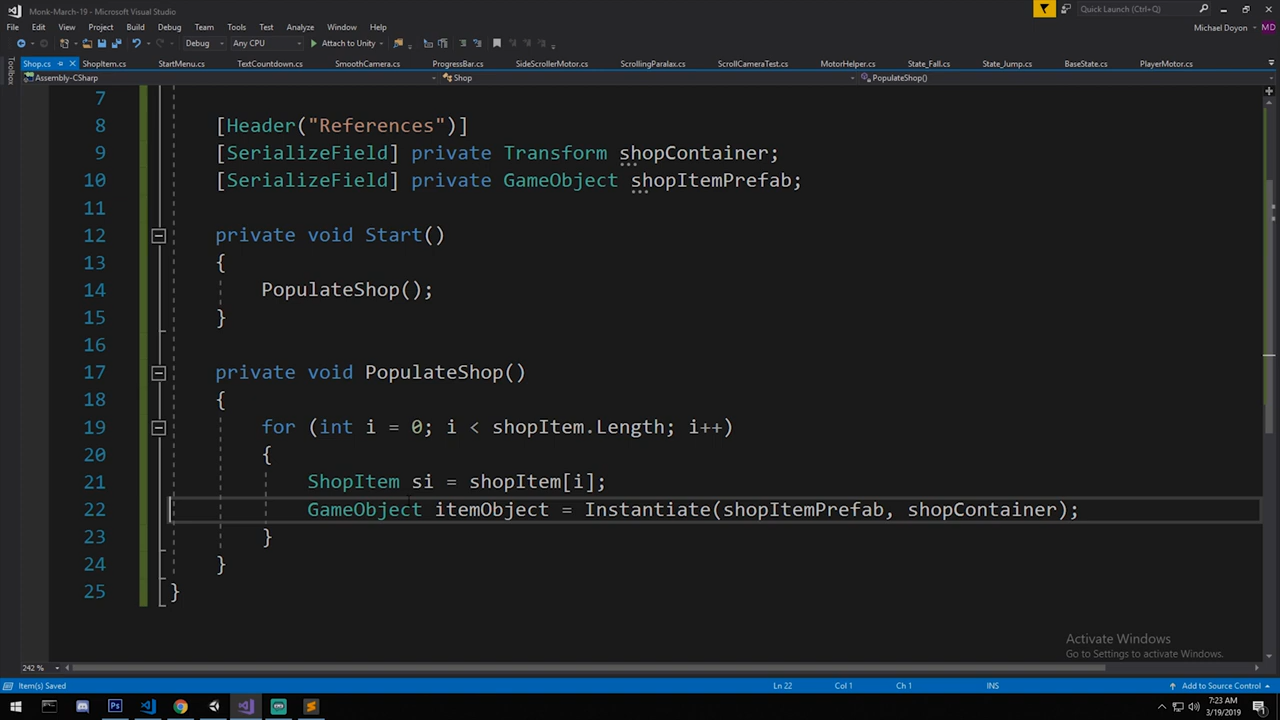 Monk-March-19 - Microsoft Visual Studio
Quick Launch (Ctrl+Q)
File Edit View Project Build Debug Team Tools Test Analyze Window Help
Michael Doyon MD
Debug Any CPU Attach to Unity
Shop.cs ShopItem.cs StartMenu.cs TextCountdown.cs SmoothCamera.cs ProgressBar.cs SideScrollerMotor.cs ScrollingParalax.cs ScrollCameraTest.cs MotorHelper.cs State_Fall.cs State_Jump.cs BaseState.cs PlayerMotor.cs
Toolbox
Assembly-CSharp Shop PopulateShop()
7
8 [Header("References")]
9 [SerializeField] private Transform shopContainer;
10 [SerializeField] private GameObject shopItemPrefab;
11
12 private void Start()
13 {
14 PopulateShop();
15 }
16
17 private void PopulateShop()
18 {
19 for (int i = 0; i < shopItem.Length; i++)
20 {
21 ShopItem si = shopItem[i];
22 GameObject itemObject = Instantiate(shopItemPrefab, shopContainer);
23 }
24 }
25 }
Activate Windows
Go to Settings to activate Windows.
242 %
Item(s) Saved Ln 22 Col 1 Ch 1 INS Add to Source Control
7:23 AM
3/19/2019
1